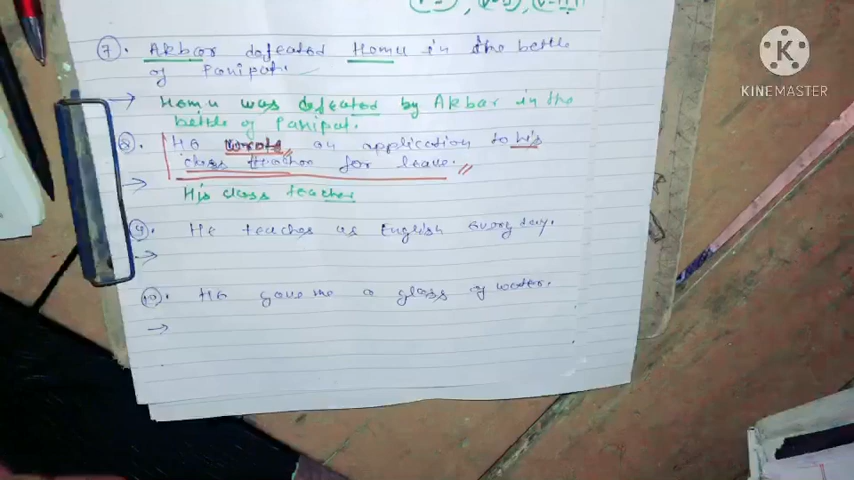 7. Akbar defeated Hemu in the battle
of Panipat.
→ Hemu was defeated by Akbar in the
battle of Panipat.
8. He wrote an application to his
class teacher for leave.
→ His class teacher
9. He teaches us English everyday.
→
10. He gave me a glass of water.
→
K
KINEMASTER